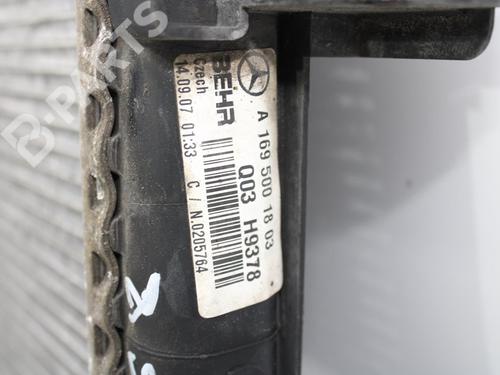 A 169 500 18 03
BEHR
Q03 H9378
Czech
14.09.07 01:33 C / N.0205764
B-PARTS